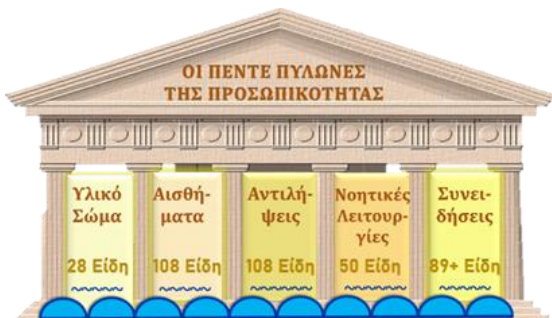 ΟΙ ΠΕΝΤΕ ΠΥΛΩΝΕΣ
ΤΗΣ ΠΡΟΣΩΠΙΚΟΤΗΤΑΣ
Υλικό
Σώμα
28 Είδη
Αισθή-
ματα
108 Είδη
Αντιλή-
ψεις
108 Είδη
Νοητικές
Λειτουρ-
γίες
50 Είδη
Συνει-
δήσεις
89+ Είδη